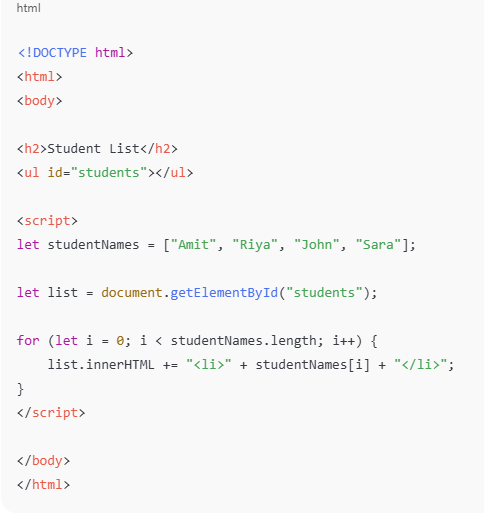 html
<!DOCTYPE html>
<html>
<body>
<h2>Student List</h2>
<ul id="students"></ul>
<script>
let studentNames = ["Amit", "Riya", "John", "Sara"];
let list = document.getElementById("students");
for (let i = 0; i < studentNames.length; i++) {
    list.innerHTML += "<li>" + studentNames[i] + "</li>";
}
</script>
</body>
</html>